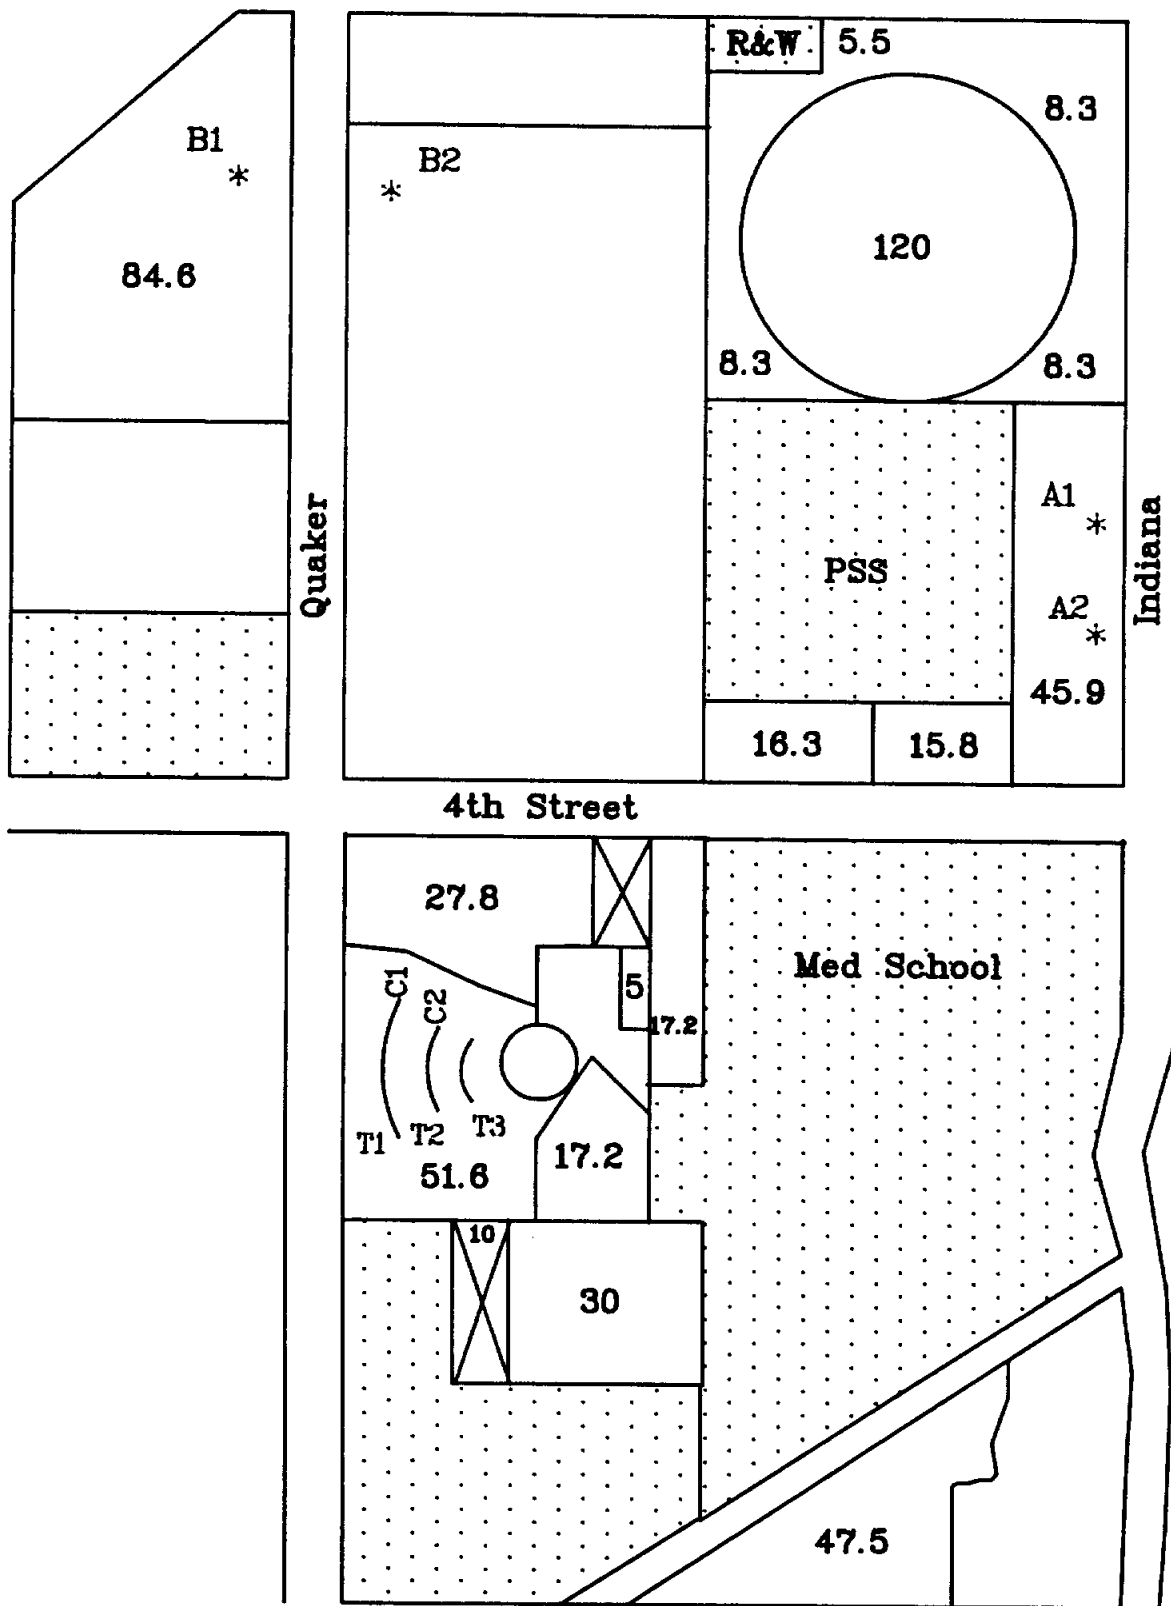 R&W 5.5
8.3
B1
B2
120
84.6
8.3
8.3
Quaker
A1
Indiana
PSS
A2
45.9
16.3
15.8
4th Street
27.8
Med School
C1
C2
5
17.2
T1
T2
T3
17.2
51.6
10
30
47.5